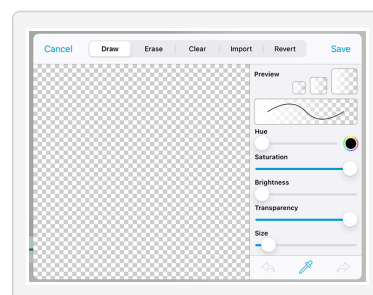 Cancel Draw Erase Clear Import Revert Save
Preview
Hue
Saturation
Brightness
Transparency
Size